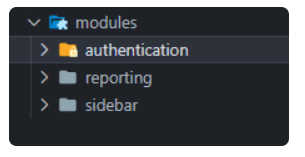 modules
authentication
reporting
sidebar